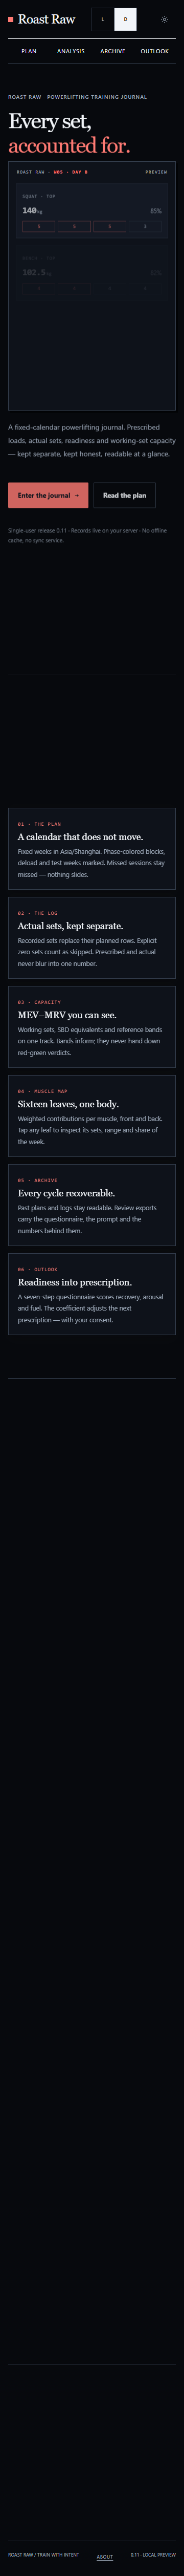 Roast Raw
L
D
PLAN ANALYSIS ARCHIVE OUTLOOK
ROAST RAW · POWERLIFTING TRAINING JOURNAL
Every set,
accounted for.
ROAST RAW · W05 · DAY B
PREVIEW
SQUAT · TOP
140kg 85%
5 5 5 3
102.5kg
A fixed-calendar powerlifting journal. Prescribed
loads, actual sets, readiness and working-set capacity
— kept separate, kept honest, readable at a glance.
Enter the journal →
Read the plan
Single-user release 0.11 · Records live on your server · No offline
cache, no sync service.
01 · THE PLAN
A calendar that does not move.
Fixed weeks in Asia/Shanghai. Phase-colored blocks,
deload and test weeks marked. Missed sessions stay
missed — nothing slides.
02 · THE LOG
Actual sets, kept separate.
Recorded sets replace their planned rows. Explicit
zero sets count as skipped. Prescribed and actual
never blur into one number.
03 · CAPACITY
MEV–MRV you can see.
Working sets, SBD equivalents and reference bands
on one track. Bands inform; they never hand down
red-green verdicts.
04 · MUSCLE MAP
Sixteen leaves, one body.
Weighted contributions per muscle, front and back.
Tap any leaf to inspect its sets, range and share of
the week.
05 · ARCHIVE
Every cycle recoverable.
Past plans and logs stay readable. Review exports
carry the questionnaire, the prompt and the
numbers behind them.
06 · OUTLOOK
Readiness into prescription.
A seven-step questionnaire scores recovery, arousal
and fuel. The coefficient adjusts the next
prescription — with your consent.
ROAST RAW / TRAIN WITH INTENT
ABOUT
0.11 · LOCAL PREVIEW